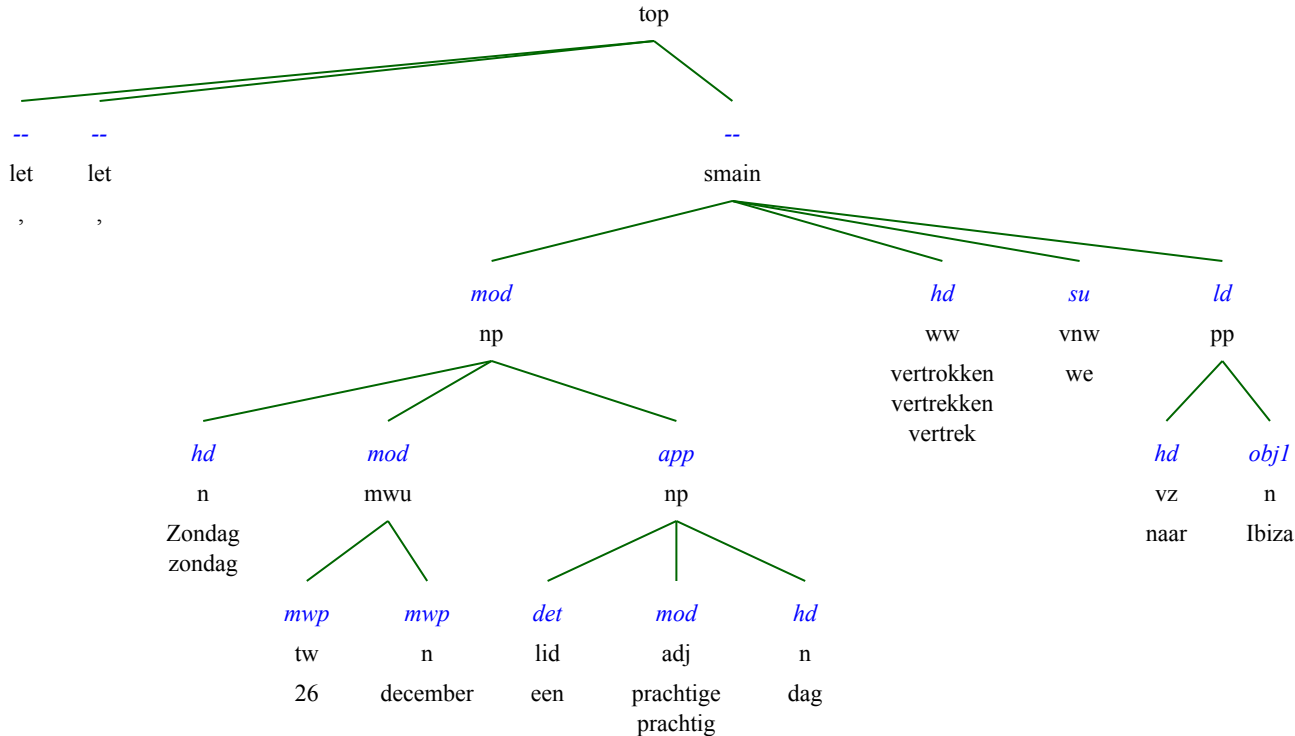 top
-- -- --
let let smain
, ,
mod hd su ld
np ww vnw pp
vertrokken we
vertrekken
vertrek
hd mod app hd obj1
n mwu np vz n
Zondag naar Ibiza
zondag
mwp mwp det mod hd
tw n lid adj n
26 december een prachtige dag
prachtig